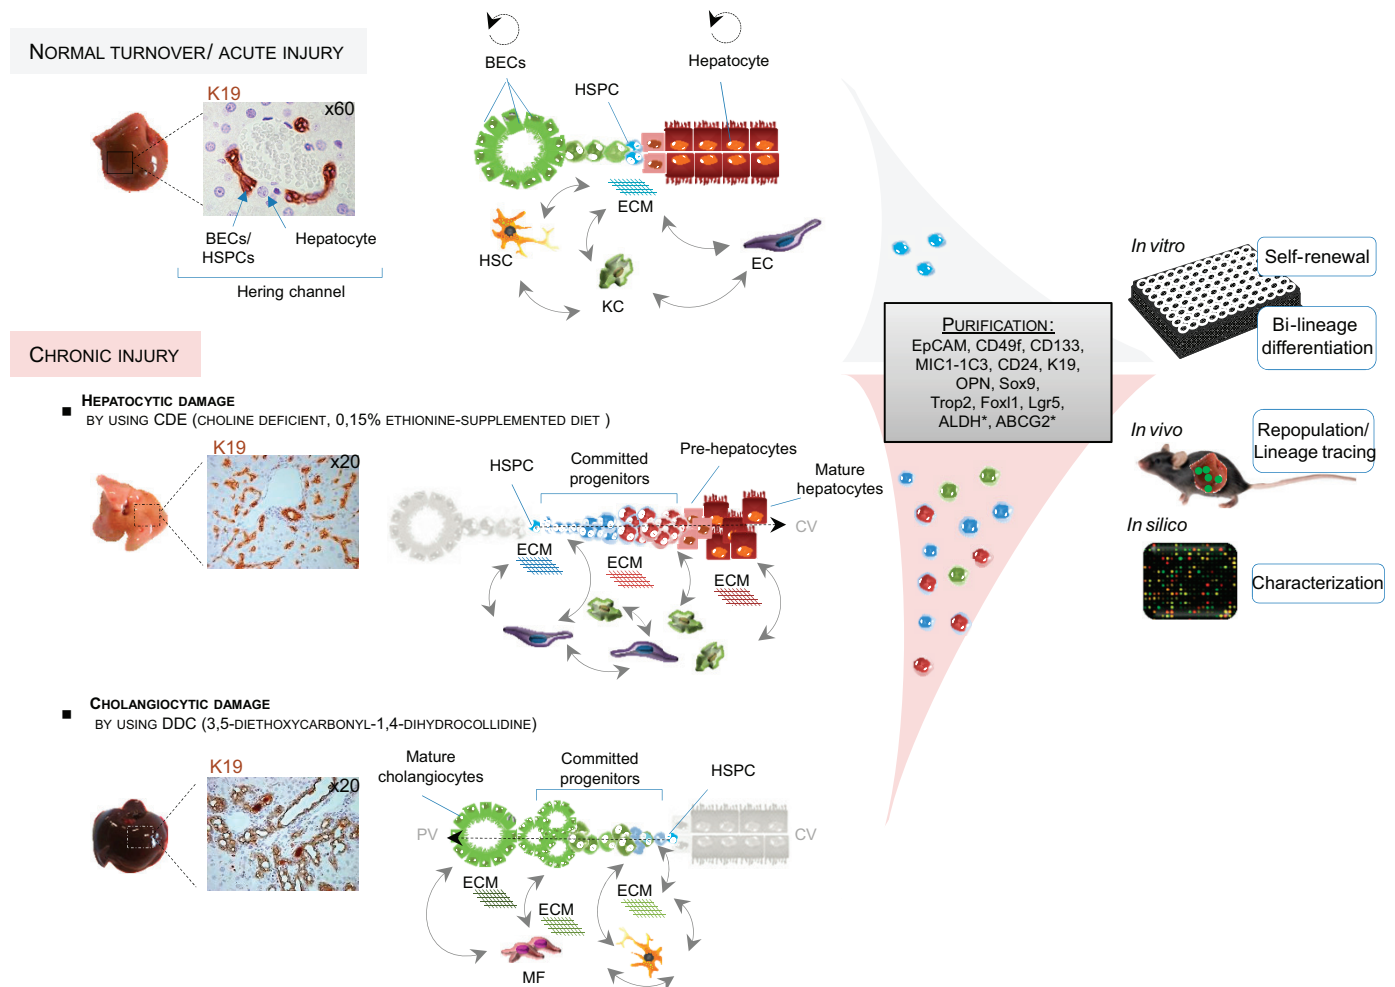 NORMAL TURNOVER/ ACUTE INJURY
K19
x60
BECs/
HSPCs
Hepatocyte
Hering channel
BECs
HSPC
Hepatocyte
ECM
HSC
KC
EC
CHRONIC INJURY
HEPATOCYTIC DAMAGE
BY USING CDE (CHOLINE DEFICIENT, 0,15% ETHIONINE-SUPPLEMENTED DIET )
K19
x20
HSPC
Committed
progenitors
Pre-hepatocytes
Mature
hepatocytes
CV
ECM
ECM
ECM
CHOLANGIOCYTIC DAMAGE
BY USING DDC (3,5-DIETHOXYCARBONYL-1,4-DIHYDROCOLLIDINE)
K19
x20
Mature
cholangiocytes
Committed
progenitors
HSPC
PV
CV
ECM
ECM
ECM
MF
PURIFICATION:
EpCAM, CD49f, CD133,
MIC1-1C3, CD24, K19,
OPN, Sox9,
Trop2, Foxl1, Lgr5,
ALDH*, ABCG2*
In vitro
Self-renewal
Bi-lineage
differentiation
In vivo
Repopulation/
Lineage tracing
In silico
Characterization